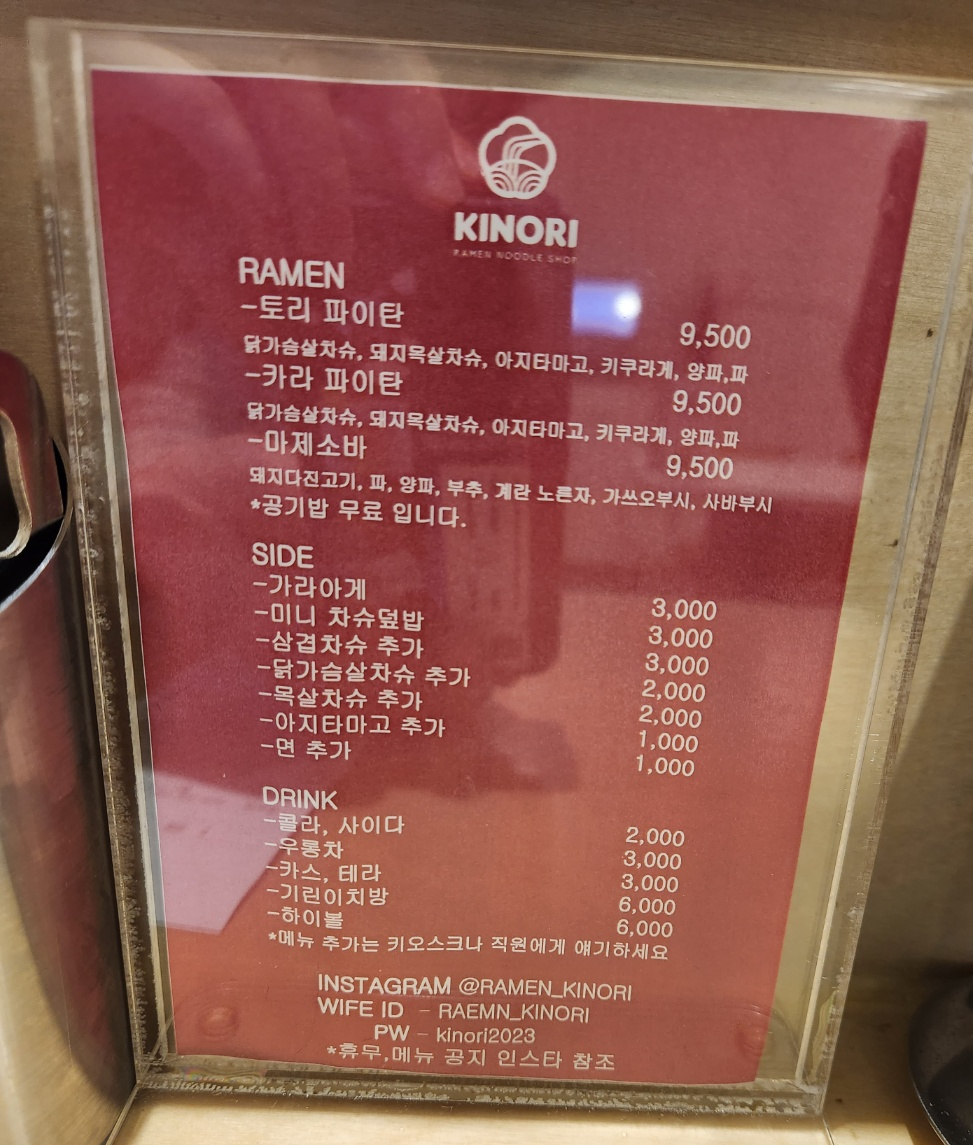 KINORI
RAMEN NOODLE SHOP
RAMEN
-토리 파이탄 9,500
닭가슴살차슈, 돼지목살차슈, 아지타마고, 키쿠라게, 양파,파
-카라 파이탄 9,500
닭가슴살차슈, 돼지목살차슈, 아지타마고, 키쿠라게, 양파,파
-마제소바 9,500
돼지다진고기, 파, 양파, 부추, 계란 노른자, 가쓰오부시, 사바부시
*공기밥 무료 입니다.
SIDE
-가라아게 3,000
-미니 차슈덮밥 3,000
-삼겹차슈 추가 3,000
-닭가슴살차슈 추가 2,000
-목살차슈 추가 2,000
-아지타마고 추가 1,000
-면 추가 1,000
DRINK
-콜라, 사이다 2,000
-우롱차 3,000
-카스, 테라 3,000
-기린이치방 6,000
-하이볼 6,000
*메뉴 추가는 키오스크나 직원에게 얘기하세요
INSTAGRAM @RAMEN_KINORI
WIFE ID - RAEMN_KINORI
PW - kinori2023
*휴무,메뉴 공지 인스타 참조